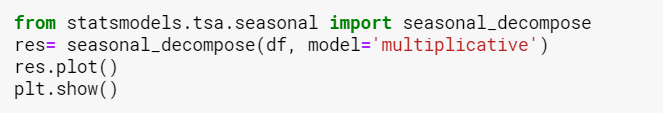 from statsmodels.tsa.seasonal import seasonal_decompose
res= seasonal_decompose(df, model='multiplicative')
res.plot()
plt.show()